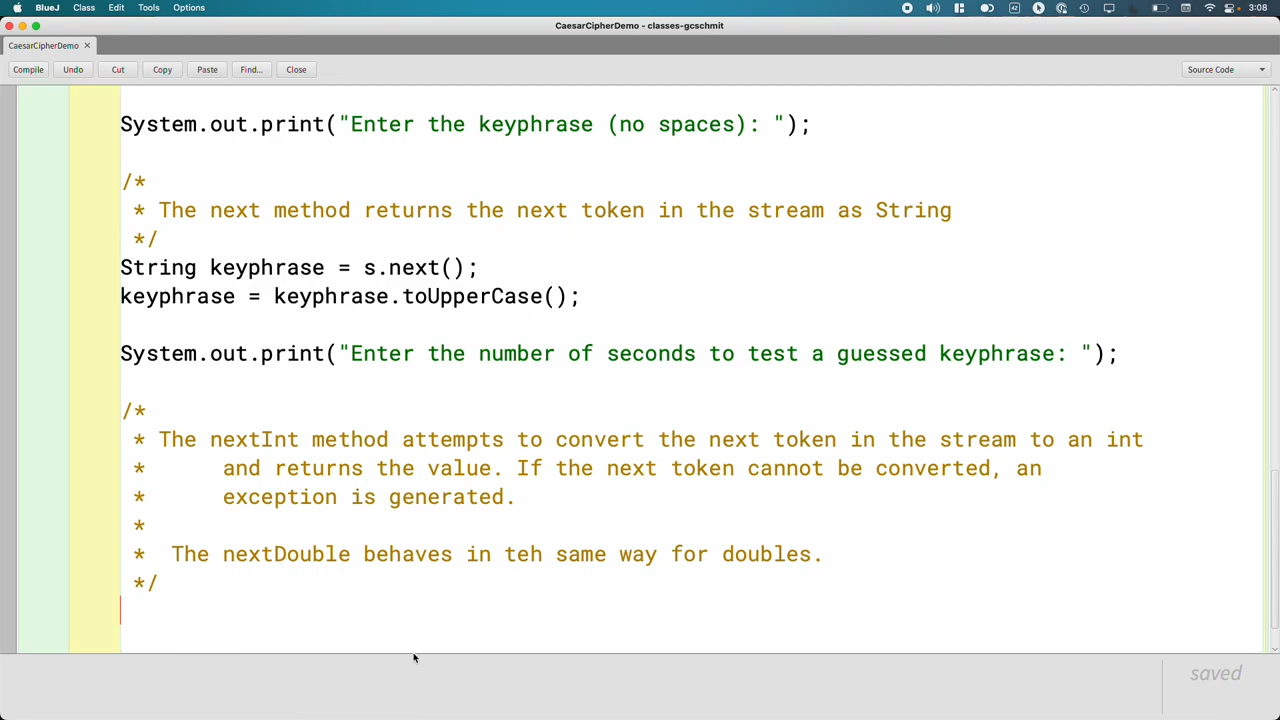 BlueJ Class Edit Tools Options 42 3:08
CaesarCipherDemo - classes-gcschmit
CaesarCipherDemo ×
Compile Undo Cut Copy Paste Find... Close Source Code
System.out.print("Enter the keyphrase (no spaces): ");
/*
* The next method returns the next token in the stream as String
*/
String keyphrase = s.next();
keyphrase = keyphrase.toUpperCase();
System.out.print("Enter the number of seconds to test a guessed keyphrase: ");
/*
* The nextInt method attempts to convert the next token in the stream to an int
* and returns the value. If the next token cannot be converted, an
* exception is generated.
*
* The nextDouble behaves in teh same way for doubles.
*/
saved